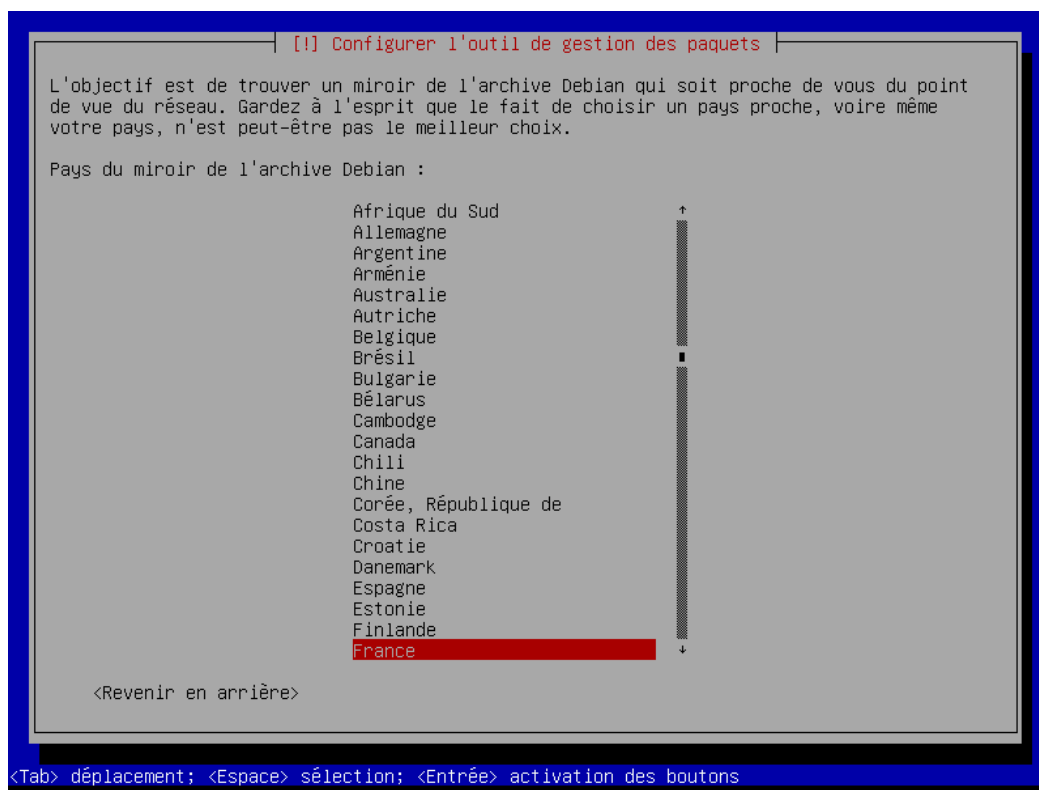 [!] Configurer l'outil de gestion des paquets
L'objectif est de trouver un miroir de l'archive Debian qui soit proche de vous du point
de vue du réseau. Gardez à l'esprit que le fait de choisir un pays proche, voire même
votre pays, n'est peut-être pas le meilleur choix.
Pays du miroir de l'archive Debian :
Afrique du Sud ↑
Allemagne
Argentine
Arménie
Australie
Autriche
Belgique
Brésil
Bulgarie
Bélarus
Cambodge
Canada
Chili
Chine
Corée, République de
Costa Rica
Croatie
Danemark
Espagne
Estonie
Finlande
France ↓
<Revenir en arrière>
<Tab> déplacement; <Espace> sélection; <Entrée> activation des boutons